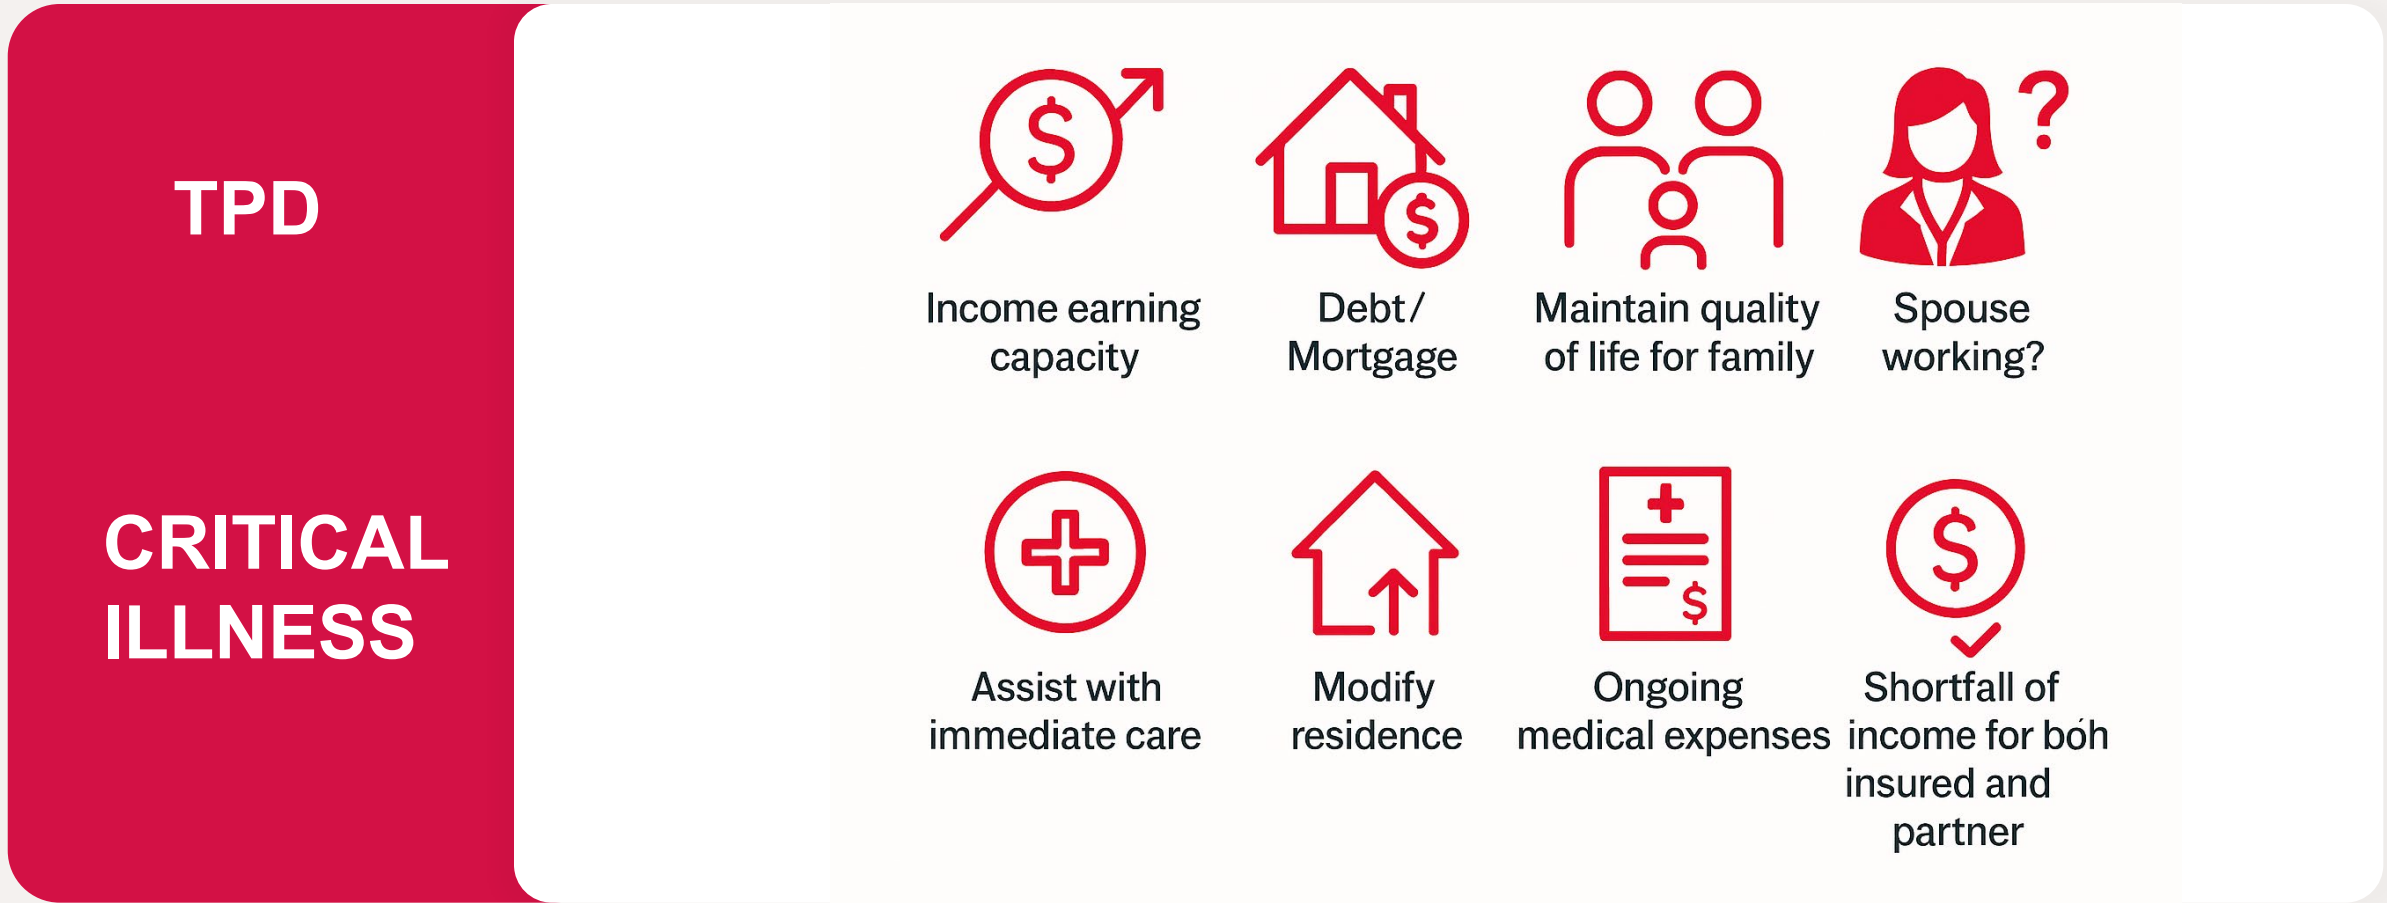 TPD
Income earning
capacity
Debt/
Mortgage
Maintain quality
of life for family
Spouse
working?
CRITICAL
ILLNESS
Assist with
immediate care
Modify
residence
Ongoing
medical expenses
Shortfall of
income for bóh
insured and
partner